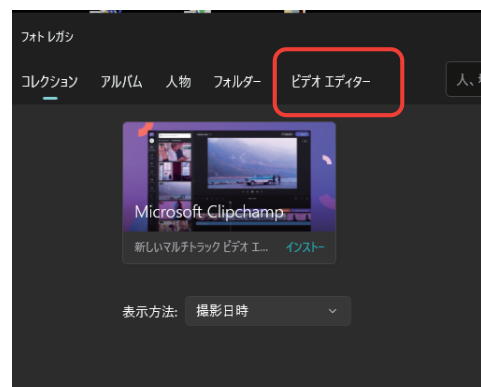 フォト レガシ
コレクション アルバム 人物 フォルダー ビデオ エディター 人、
Microsoft Clipchamp
新しいマルチトラック ビデオ エ... インストー
表示方法: 撮影日時